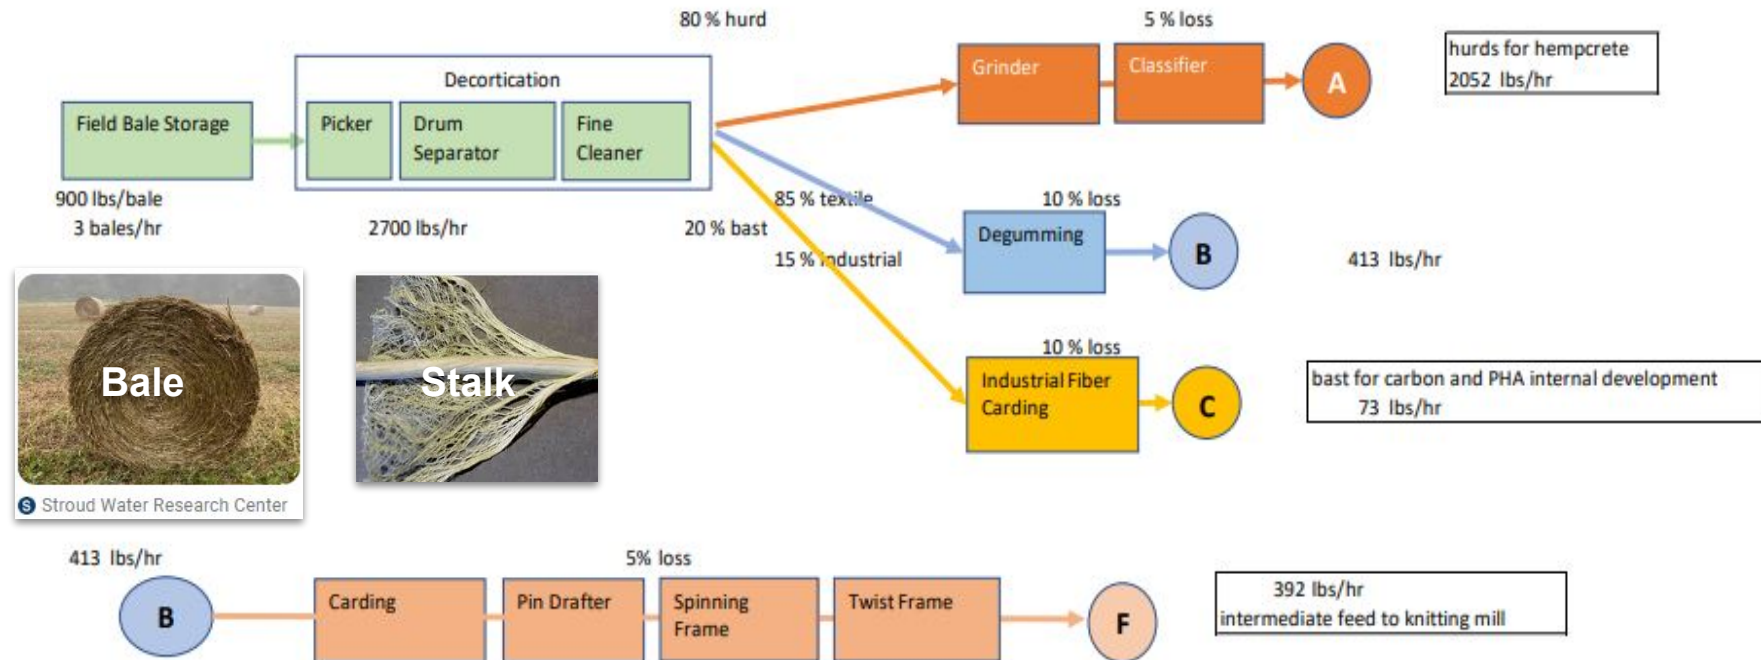 80 % hurd
5 % loss
Decortication
Field Bale Storage
Picker
Drum
Separator
Fine
Cleaner
Grinder
Classifier
A
hurds for hempcrete
2052 lbs/hr
900 lbs/bale
3 bales/hr
2700 lbs/hr
20 % bast
85 % textile
15 % industrial
10 % loss
Degumming
B
413 lbs/hr
10 % loss
Industrial Fiber
Carding
C
bast for carbon and PHA internal development
73 lbs/hr
Bale
Stalk
S Stroud Water Research Center
413 lbs/hr
5% loss
B
Carding
Pin Drafter
Spinning
Frame
Twist Frame
F
392 lbs/hr
intermediate feed to knitting mill